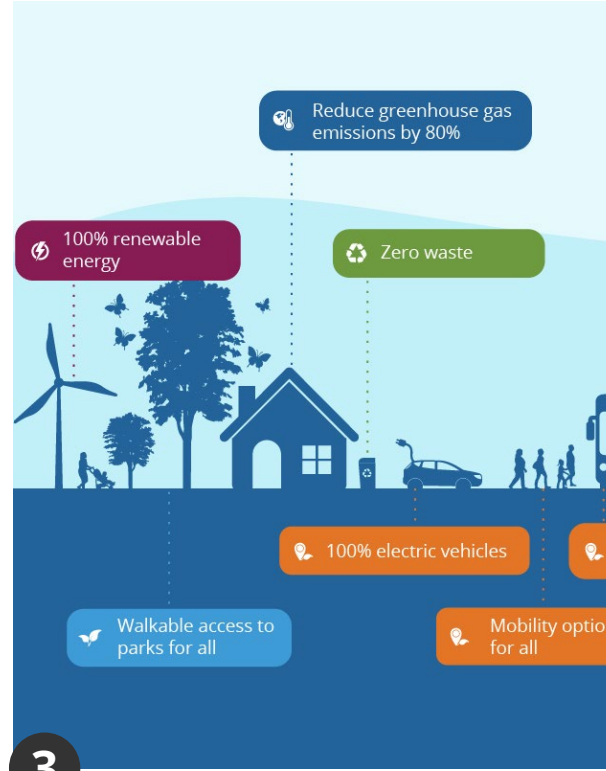 Reduce greenhouse gas
emissions by 80%
100% renewable
energy
Zero waste
100% electric vehicles
Walkable access to
parks for all
Mobility
for all
3